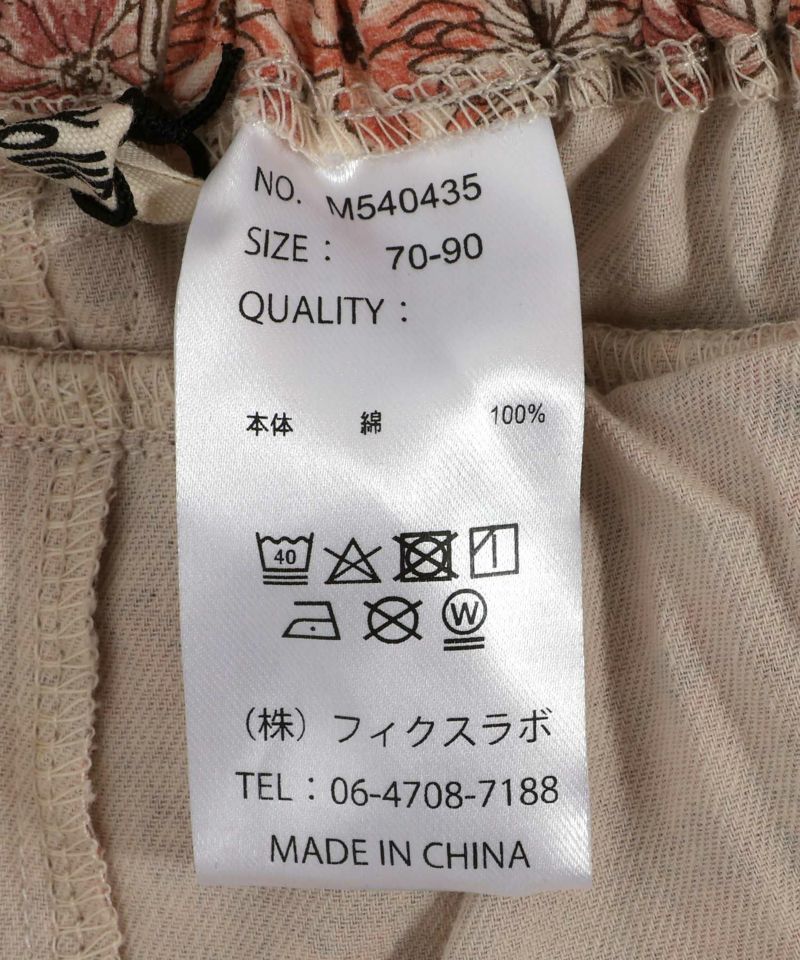 NO. M540435
SIZE： 70-90
QUALITY：
本体 綿 100%
40
W
（株）フィクスラボ
TEL：06-4708-7188
MADE IN CHINA